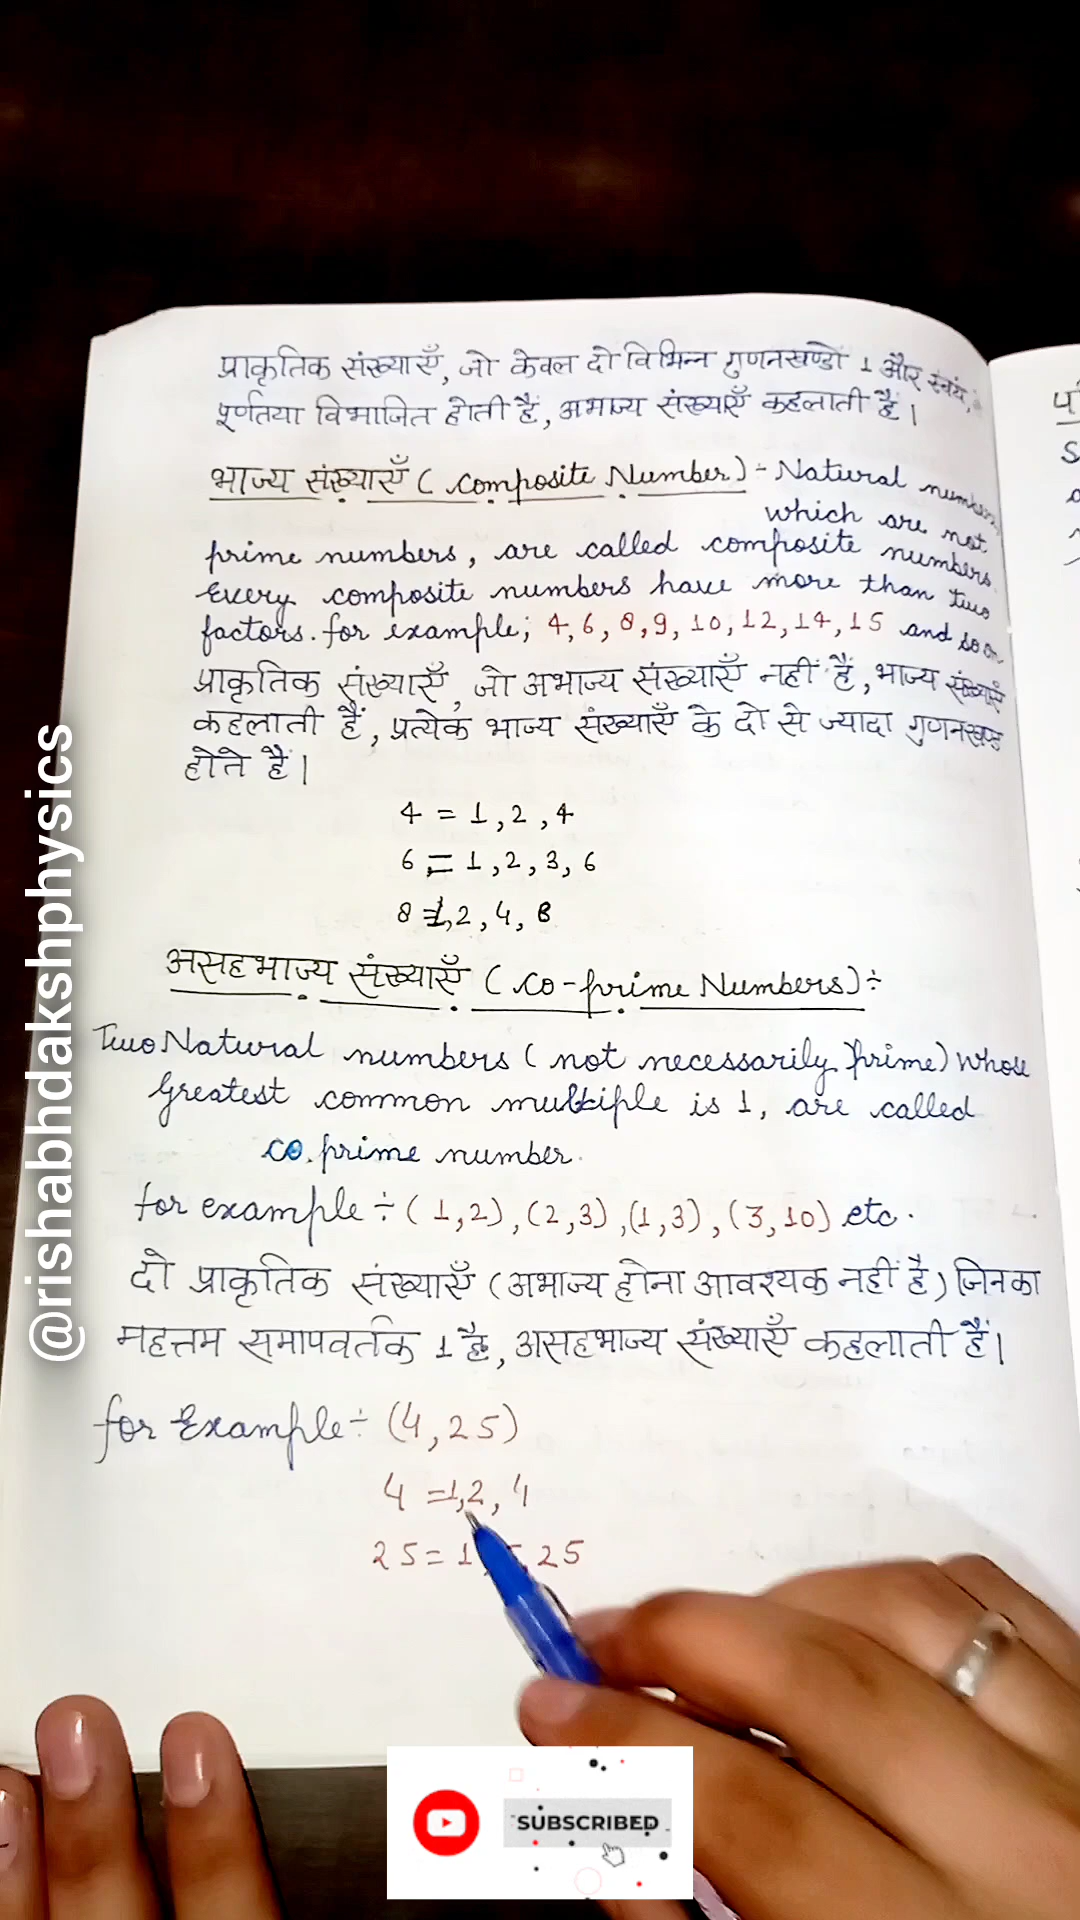 प्राकृतिक संख्याएँ, जो केवल दो विभिन्न गुणनखण्डों 1 और स्वयं,
पूर्णतया विभाजित होती हैं, अभाज्य संख्याएँ कहलाती हैं।
भाज्य संख्याएँ ( Composite Number ) ÷ Natural numbers,
which are not
prime numbers, are called composite numbers.
Every composite numbers have more than two
factors. for example; 4, 6, 8, 9, 10, 12, 14, 15 and so on
प्राकृतिक संख्याएँ, जो अभाज्य संख्याएँ नहीं हैं, भाज्य संख्याएँ
कहलाती हैं, प्रत्येक भाज्य संख्याएँ के दो से ज्यादा गुणनखण्ड
होते हैं।
4 = 1, 2, 4
6 = 1, 2, 3, 6
8 = 1, 2, 4, 8
असहभाज्य संख्याएँ ( Co-prime Numbers ) ÷
Two Natural numbers ( not necessarily prime) whose
Greatest common multiple is 1, are called
co. prime number.
for example ÷ ( 1,2) , (2,3) , (1,3) , (3,10) etc.
दो प्राकृतिक संख्याएँ (अभाज्य होना आवश्यक नहीं है) जिनका
महत्तम समापवर्तक 1 है, असहभाज्य संख्याएँ कहलाती हैं।
for Example ÷ (4, 25)
4 = 1, 2, 4
25 = 1, 25
@rishabhdakshphysics
SUBSCRIBED